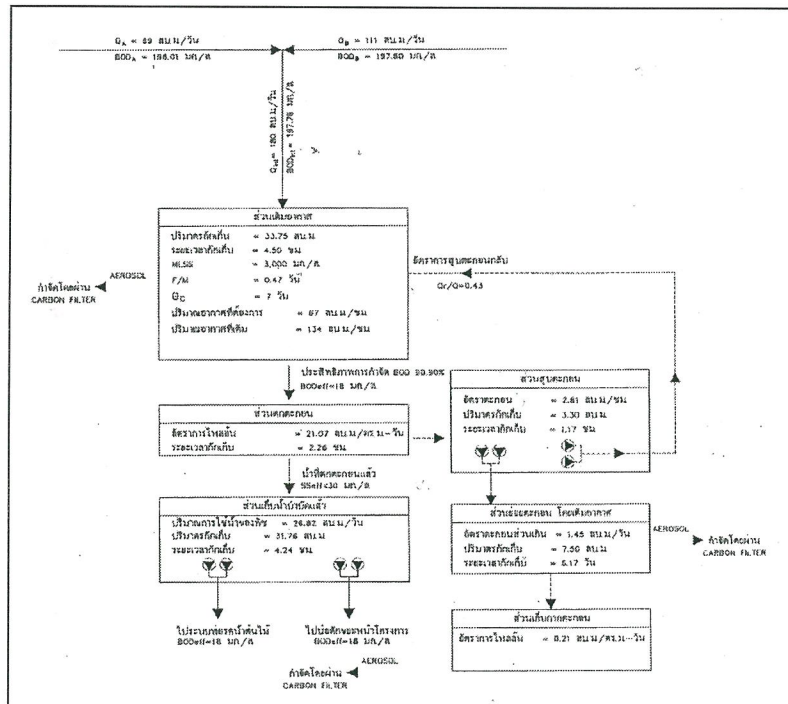 Q_A = 69 ลบ.ม/วัน
BOD_A = 198.01 มก/ล
Q_B = 111 ลบ.ม/วัน
BOD_B = 197.60 มก/ล
Q_inf = 180 ลบ.ม/วัน
BOD_inf = 197.76 มก/ล
ส่วนเติมอากาศ
ปริมาตรกักเก็บ = 33.75 ลบ.ม
ระยะเวลากักเก็บ = 4.50 ชม
MLSS = 3,000 มก/ล
F/M = 0.47 วัน
= 7 วัน
ปริมาณอากาศที่ต้องการ = 67 ลบ.ม/ชม
ปริมาณอากาศที่เติม = 134 ลบ.ม/ชม
AEROSOL
กำจัดโดยผ่าน
CARBON FILTER
อัตราการสูบตะกอนกลับ
Qr/Q=0.43
ประสิทธิภาพการกำจัด BOD
BODeff=18 มก/ล
ส่วนตกตะกอน
อัตราการไหลล้น = 21.07 ลบ.ม/ตร.ม-วัน
ระยะเวลากักเก็บ = 2.26 ชม
ส่วนสูบตะกอน
อัตราตะกอน = 2.81 ลบ.ม/ชม
ปริมาตรกักเก็บ = 3.30 ลบ.ม
ระยะเวลากักเก็บ = 1.17 ชม
น้ำที่ตกตะกอนแล้ว
SSeff<30 มก/ล
ส่วนเก็บน้ำบำบัดแล้ว
ปริมาณการใช้น้ำ = 26.82 ลบ.ม/วัน
ปริมาตรกักเก็บ = 31.76 ลบ.ม
ระยะเวลากักเก็บ = 4.24 ชม
ส่วนย่อยตะกอน โดยเติมอากาศ
อัตราตะกอนส่วนเกิน = 1.45 ลบ.ม/วัน
ปริมาตรกักเก็บ = 7.50 ลบ.ม
ระยะเวลากักเก็บ = 5.17 วัน
AEROSOL
กำจัดโดยผ่าน
CARBON FILTER
ไประบบรดน้ำต้นไม้
BODeff=18 มก/ล
ไปบ่อดักขยะหน้าโครงการ
BODeff=18 มก/ล
ส่วนเก็บกากตะกอน
อัตราการไหลล้น = 0.21 ลบ.ม/ตร.ม-วัน
AEROSOL
กำจัดโดยผ่าน
CARBON FILTER